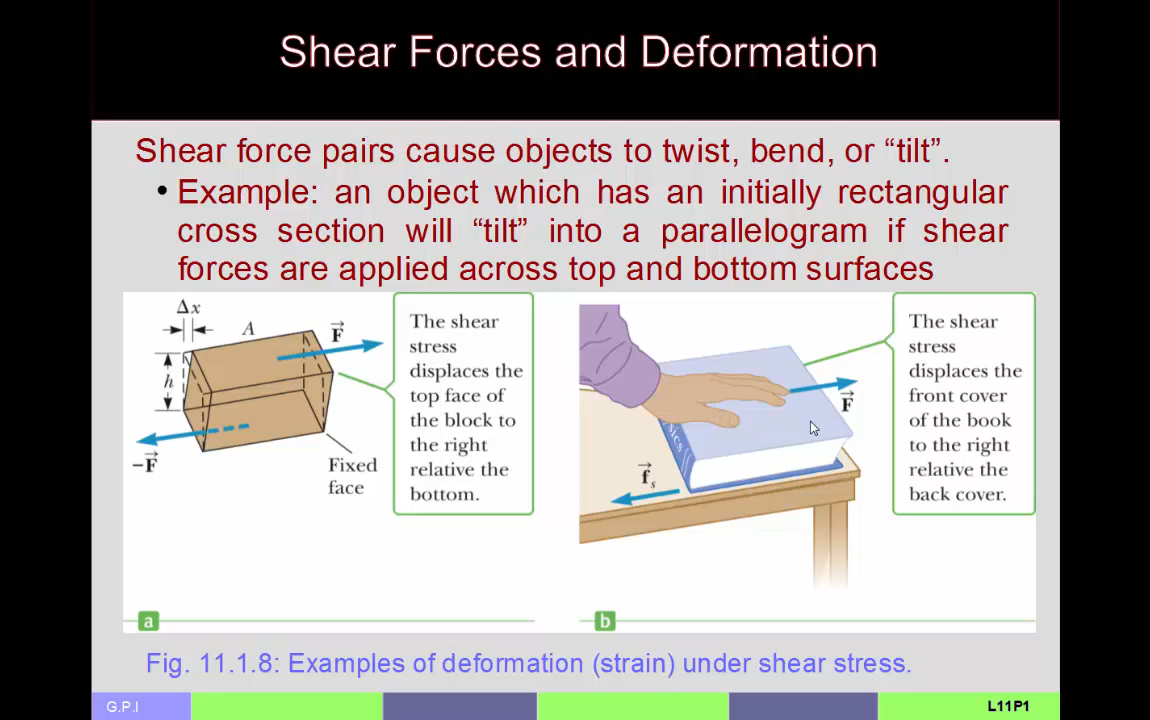 Shear Forces and Deformation
Shear force pairs cause objects to twist, bend, or “tilt”.
• Example: an object which has an initially rectangular
cross section will “tilt” into a parallelogram if shear
forces are applied across top and bottom surfaces
Δx
A
F
h
-F
Fixed
face
The shear
stress
displaces the
top face of
the block to
the right
relative the
bottom.
a
sics
F
fs
The shear
stress
displaces the
front cover
of the book
to the right
relative the
back cover.
b
Fig. 11.1.8: Examples of deformation (strain) under shear stress.
G.P.I
L11P1